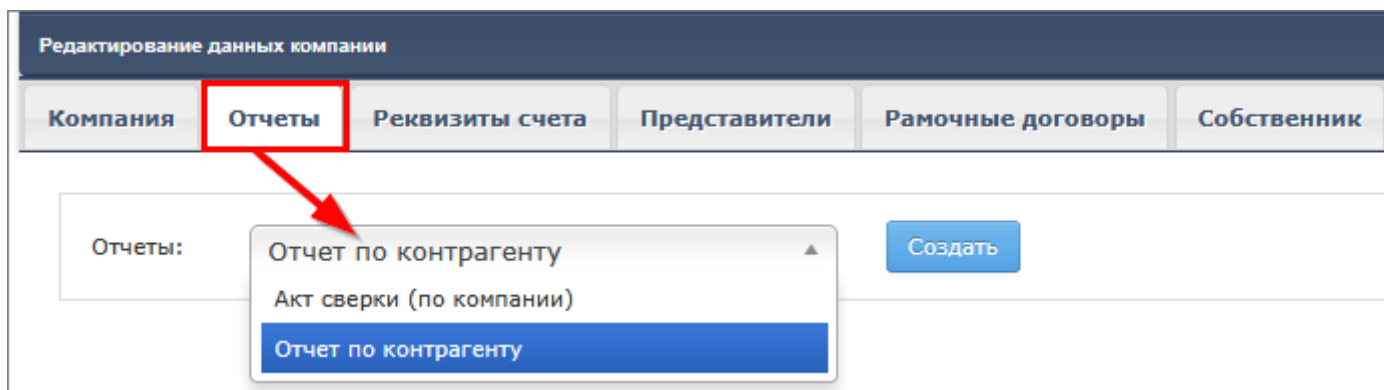 Редактирование данных компании
Компания Отчеты Реквизиты счета Представители Рамочные договоры Собственник
Отчеты: Отчет по контрагенту Создать
Акт сверки (по компании)
Отчет по контрагенту